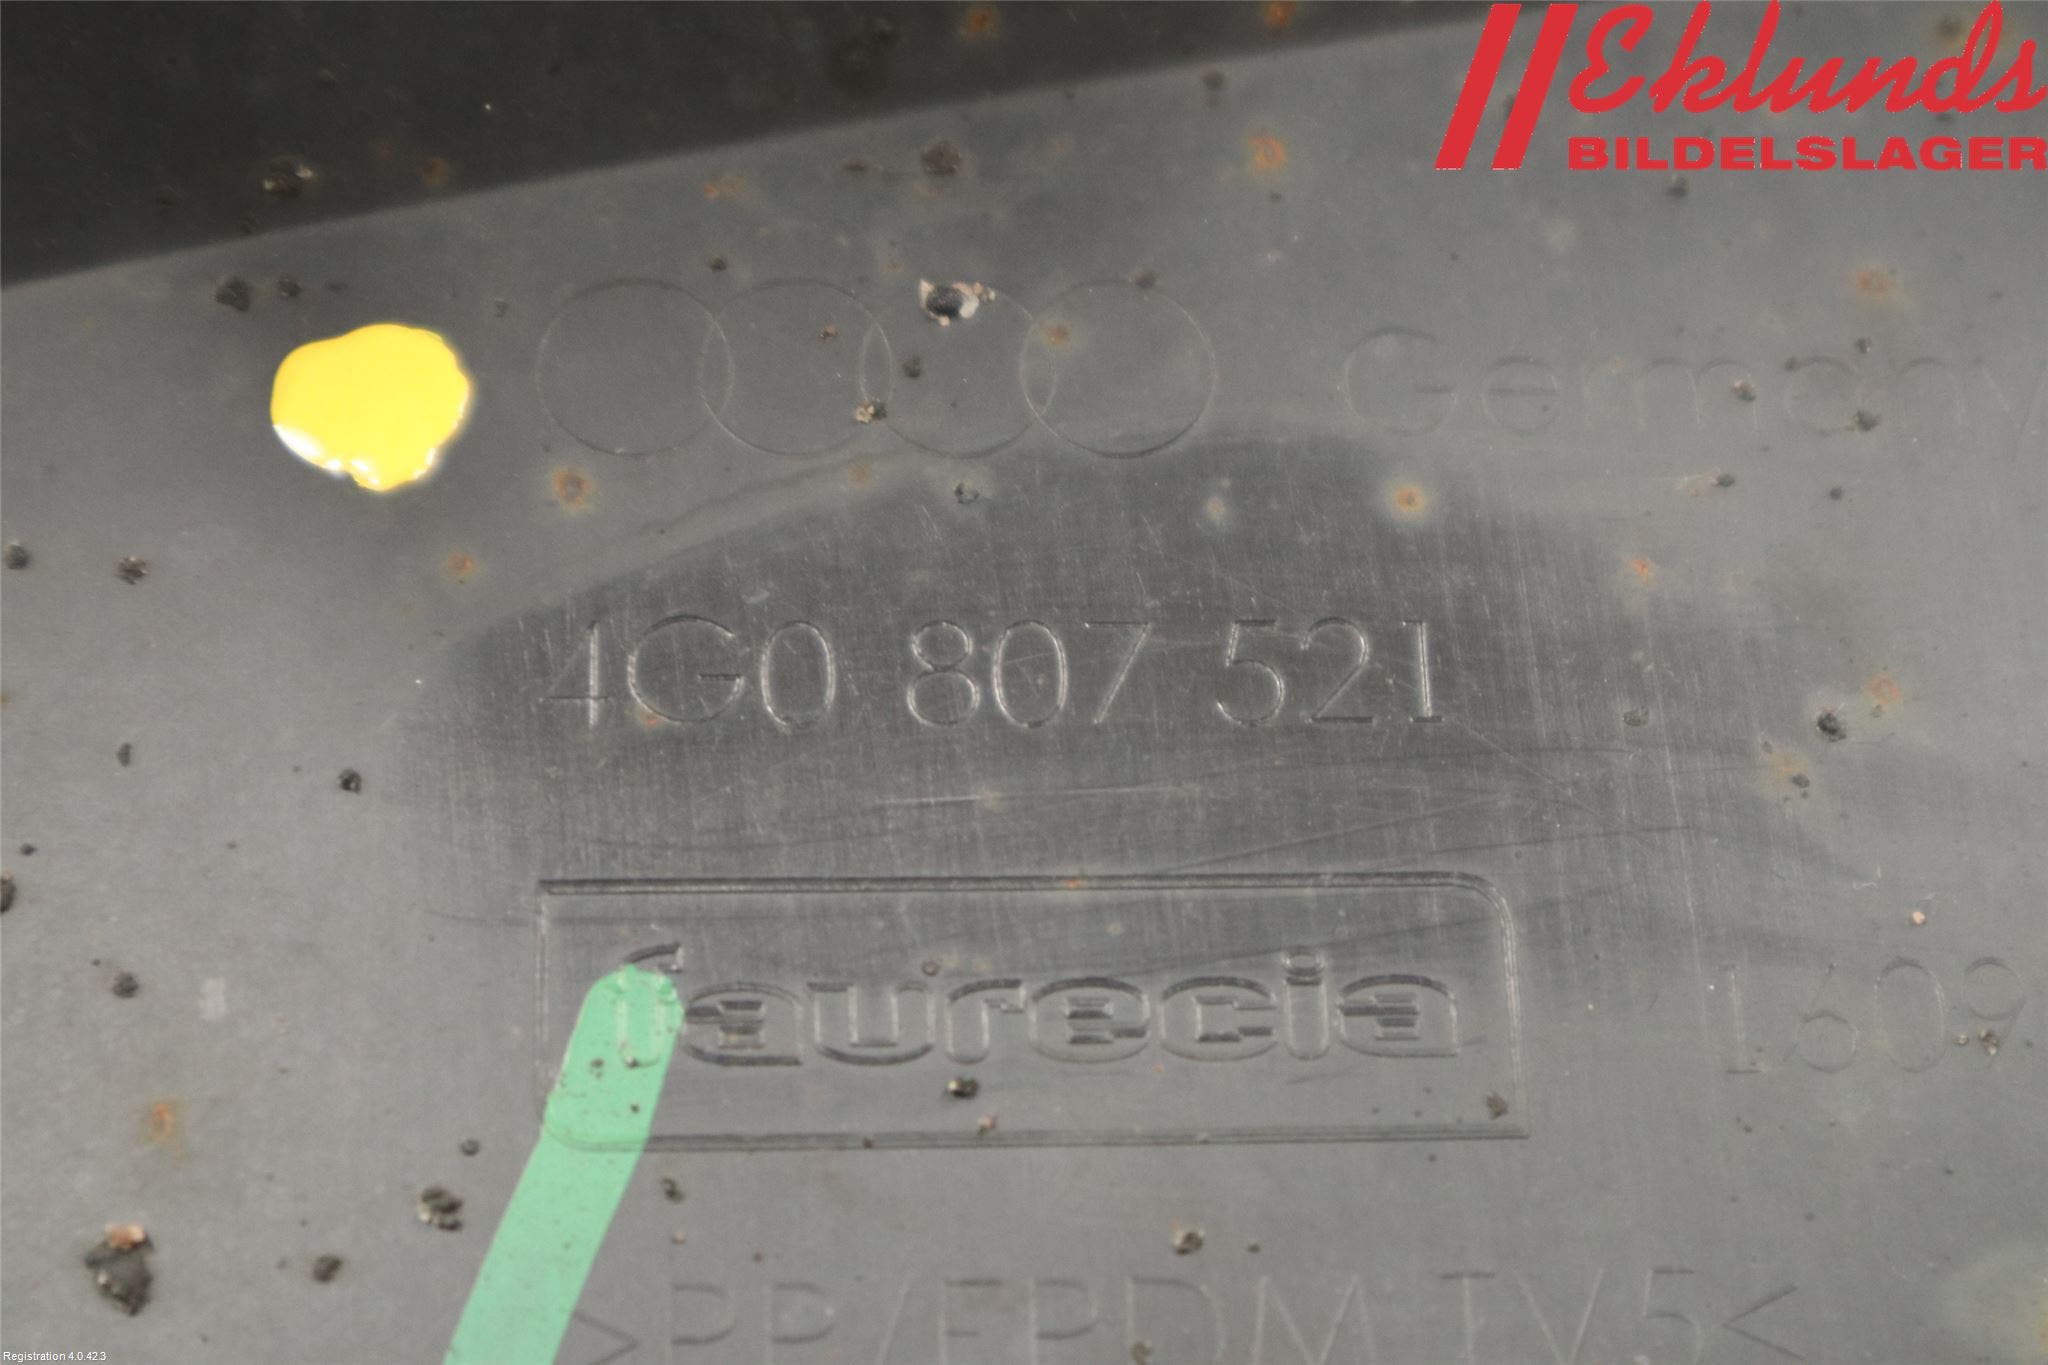 Eklunds
BILDELSLAGER
Germany
4G0 807 521
faurecia
1609
>PP/EPDM TV5<
Registration 4.0.42.3